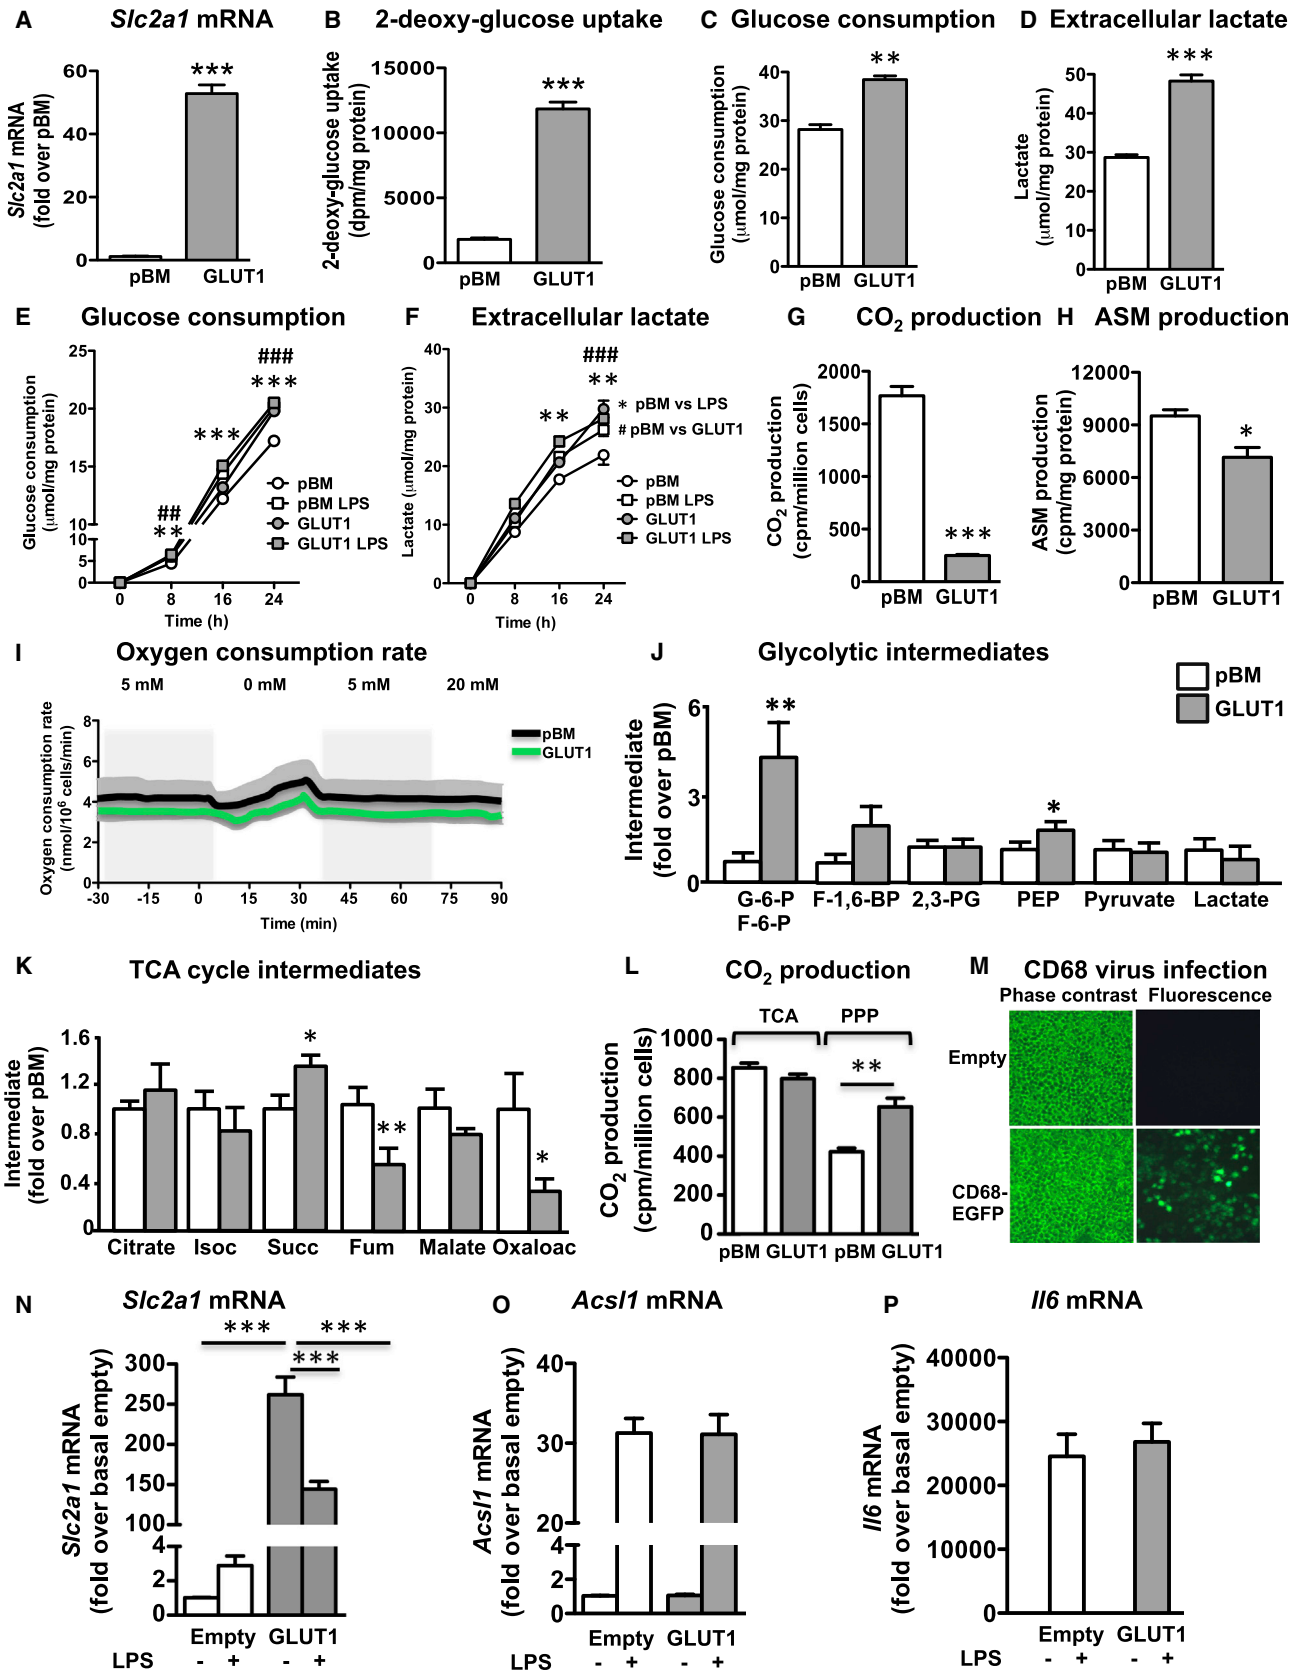 A Slc2a1 mRNA
Slc2a1 mRNA
(fold over pBM)
60
40
20
0
***
pBM GLUT1
B 2-deoxy-glucose uptake
2-deoxy-glucose uptake
(dpm/mg protein)
15000
10000
5000
0
***
pBM GLUT1
C Glucose consumption
Glucose consumption
(μmol/mg protein)
40
30
20
10
0
**
pBM GLUT1
D Extracellular lactate
Lactate
(μmol/mg protein)
50
40
30
20
10
0
***
pBM GLUT1
E Glucose consumption
Glucose consumption
(μmol/mg protein)
25
20
15
10
10
5
0
##
**
***
###
***
pBM
pBM LPS
GLUT1
GLUT1 LPS
0 8 16 24
Time (h)
F Extracellular lactate
Lactate (μmol/mg protein)
40
30
20
10
0
**
###
**
* pBM vs LPS
# pBM vs GLUT1
pBM
pBM LPS
GLUT1
GLUT1 LPS
0 8 16 24
Time (h)
G CO2 production
CO2 production
(cpm/million cells)
2000
1500
1000
500
0
***
pBM GLUT1
H ASM production
ASM production
(cpm/mg protein)
12000
9000
6000
3000
0
*
pBM GLUT1
I Oxygen consumption rate
5 mM 0 mM 5 mM 20 mM
Oxygen consumption rate
(nmol/10⁶ cells/min)
8
6
4
2
0
pBM
GLUT1
-30 -15 0 15 30 45 60 75 90
Time (min)
J Glycolytic intermediates
pBM
GLUT1
Intermediate
(fold over pBM)
6
3
0
**
*
G-6-P F-1,6-BP 2,3-PG PEP Pyruvate Lactate
F-6-P
K TCA cycle intermediates
Intermediate
(fold over pBM)
1.6
1.2
0.8
0.4
0
*
**
*
Citrate Isoc Succ Fum Malate Oxaloac
L CO2 production
TCA PPP
CO2 production
(cpm/million cells)
1000
800
600
400
200
0
**
pBM GLUT1 pBM GLUT1
M CD68 virus infection
Phase contrast Fluorescence
Empty
CD68-
EGFP
N Slc2a1 mRNA
*** ***
***
Slc2a1 mRNA
(fold over basal empty)
300
250
200
150
100
4
2
0
Empty GLUT1
LPS - + - +
O Acsl1 mRNA
Acsl1 mRNA
(fold over basal empty)
40
30
20
4
2
0
Empty GLUT1
LPS - + - +
P Il6 mRNA
Il6 mRNA
(fold over basal empty)
40000
30000
20000
10000
0
Empty GLUT1
LPS - + - +